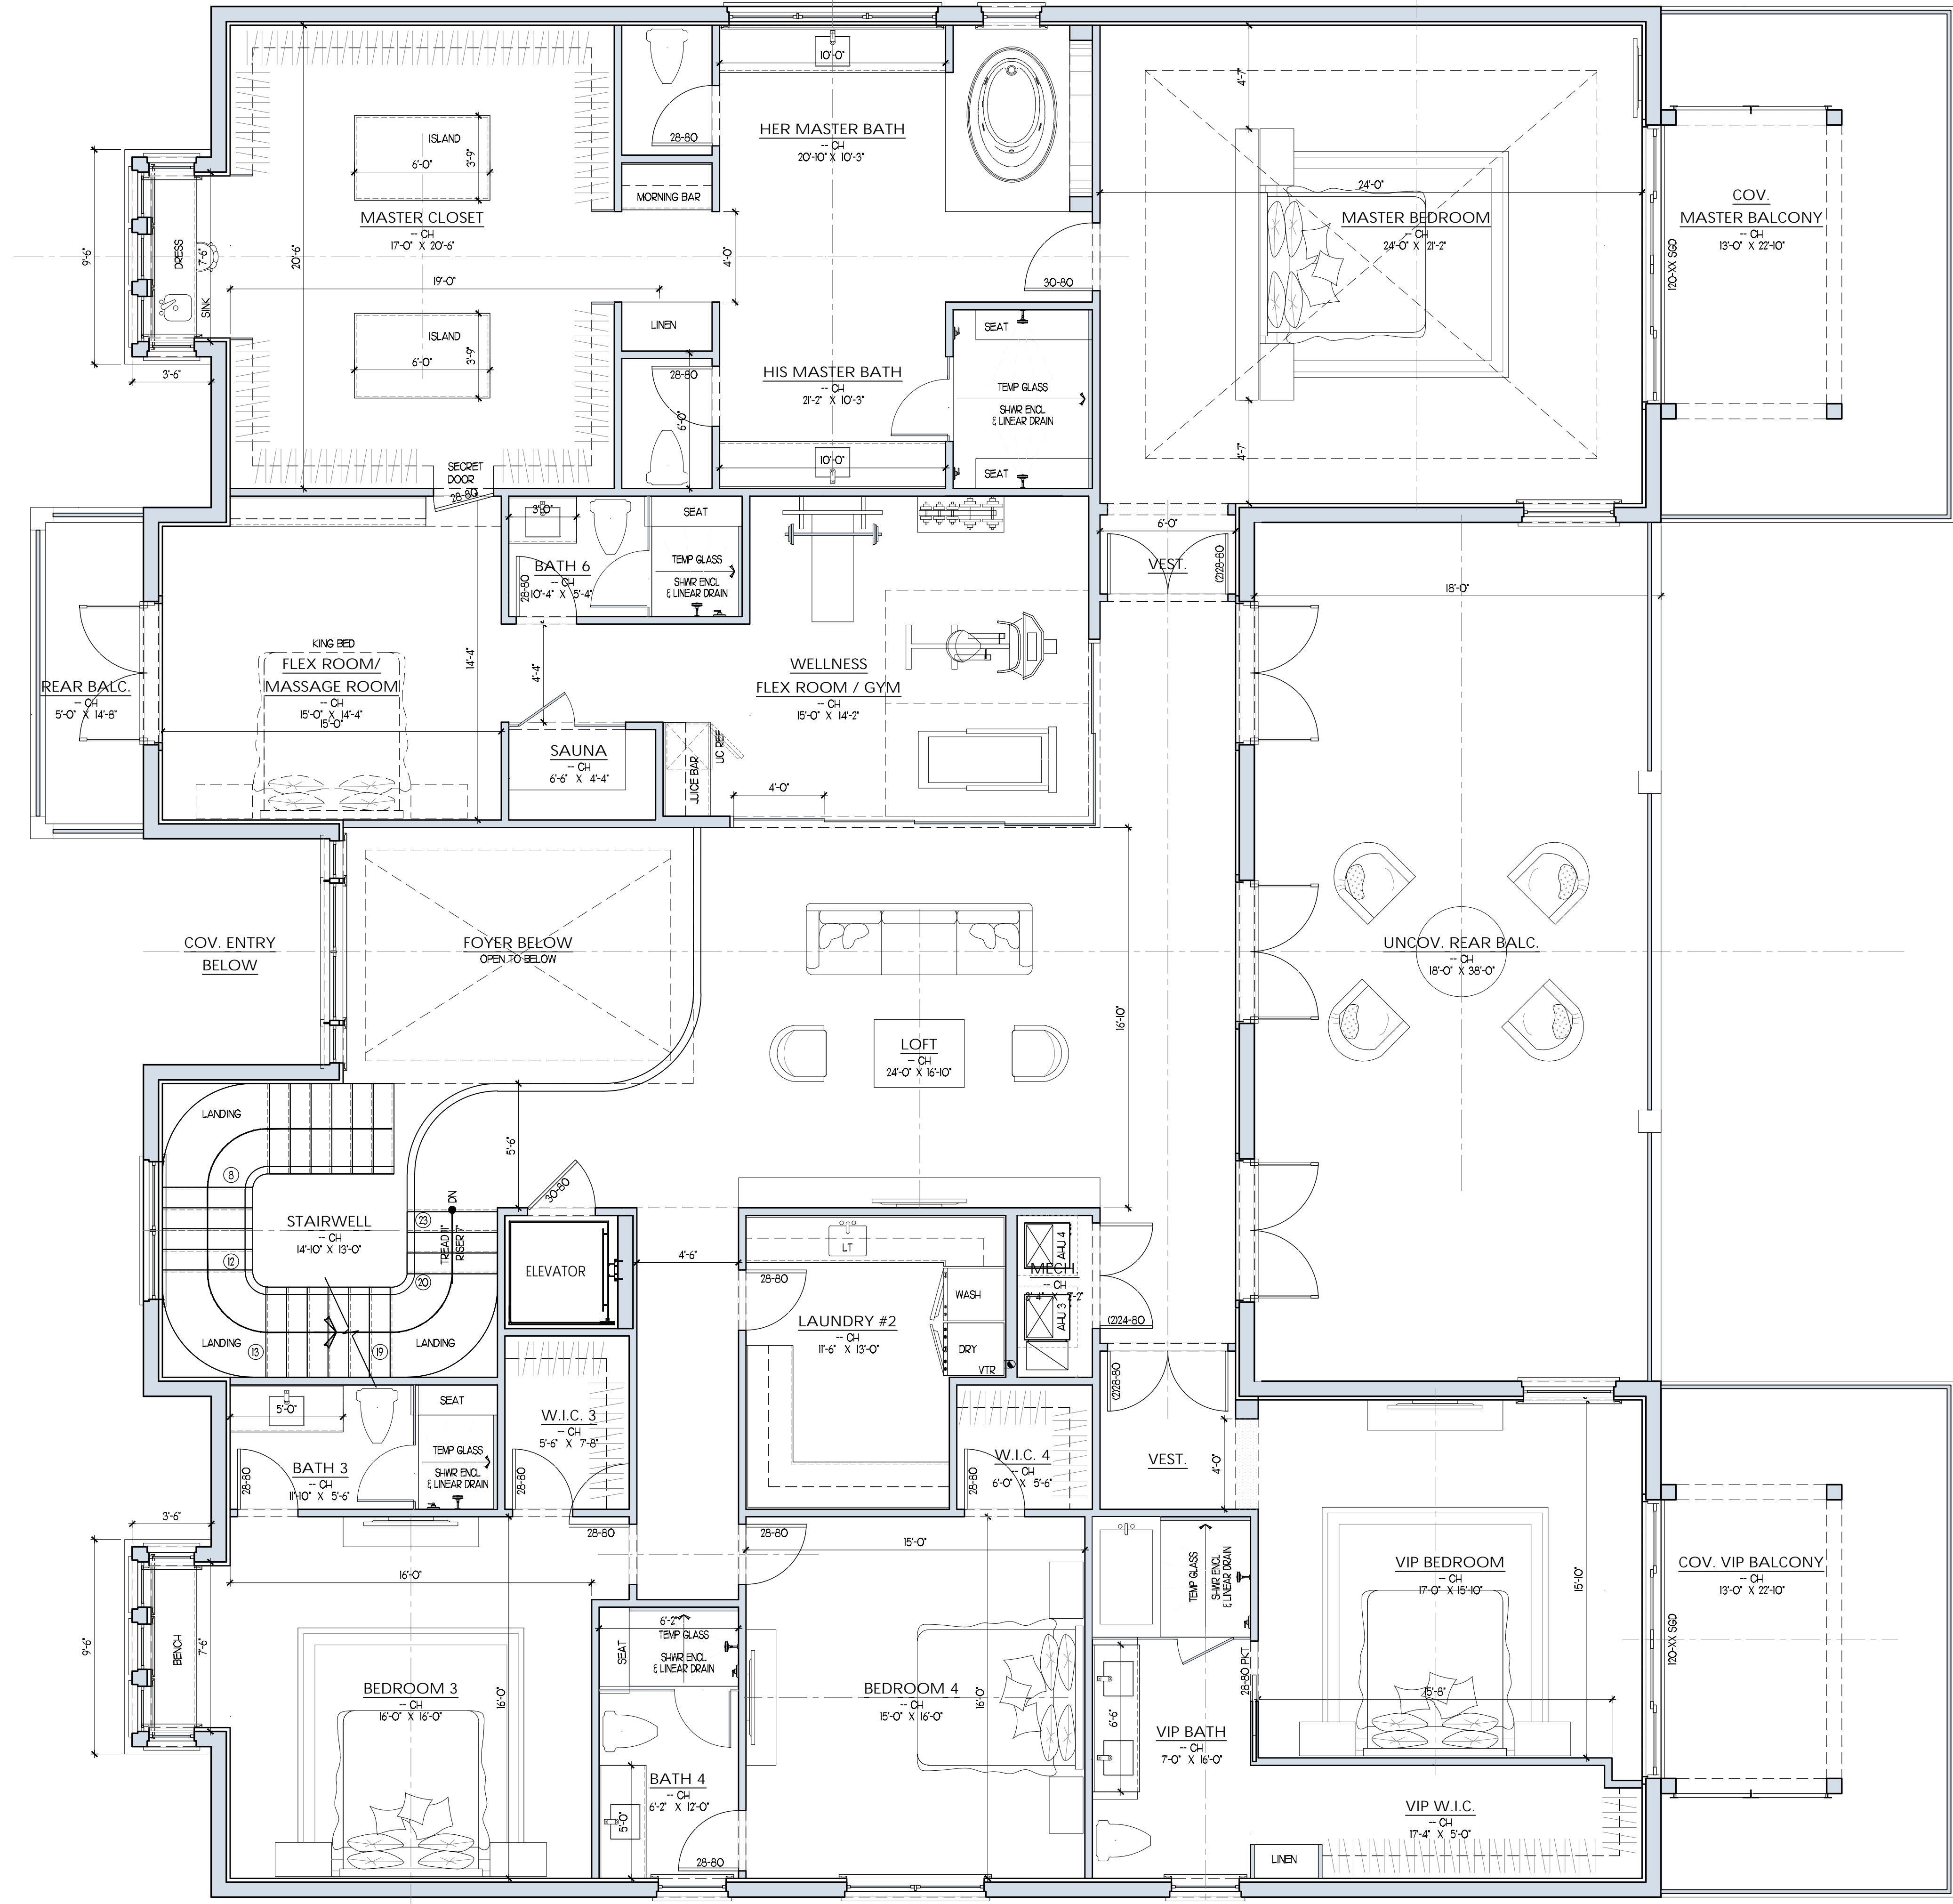 10'-0"
HER MASTER BATH
-- CH
20'-10" X 10'-3"
28-80
MORNING BAR
ISLAND
6'-0"
3'-9"
MASTER CLOSET
-- CH
17'-0" X 20'-6"
20'-6"
19'-0"
ISLAND
6'-0"
3'-9"
9'-6"
DRESS
7'-6"
SINK
3'-6"
4'-0"
LINEN
28-80
6'-0"
HIS MASTER BATH
-- CH
21'-2" X 10'-3"
10'-0"
30-80
SEAT
TEMP GLASS
SHWR ENCL
& LINEAR DRAIN
SEAT
4'-7"
24'-0"
MASTER BEDROOM
-- CH
24'-0" X 21'-2"
4'-7"
COV.
MASTER BALCONY
-- CH
13'-0" X 22'-10"
120-XX SGD
SECRET
DOOR
28-80
3'-0"
BATH 6
-- CH
10'-4" X 5'-4"
28-80
SEAT
TEMP GLASS
SHWR ENCL
& LINEAR DRAIN
6'-0"
VEST.
(2)28-80
18'-0"
KING BED
FLEX ROOM/
MASSAGE ROOM
-- CH
15'-0" X 14'-4"
15'-0"
14'-4"
REAR BALC.
-- CH
5'-0" X 14'-8"
4'-4"
SAUNA
-- CH
6'-6" X 4'-4"
JUICE BAR
UC REF
WELLNESS
FLEX ROOM / GYM
-- CH
15'-0" X 14'-2"
4'-0"
COV. ENTRY
BELOW
FOYER BELOW
OPEN TO BELOW
UNCOV. REAR BALC.
-- CH
18'-0" X 38'-0"
16'-10"
LOFT
-- CH
24'-0" X 16'-10"
5'-6"
LANDING
8
STAIRWELL
-- CH
14'-10" X 13'-0"
12
23
DN
TREAD 11"
RISER 7"
20
LANDING
13
19
LANDING
30-80
ELEVATOR
4'-6"
28-80
LT
LAUNDRY #2
-- CH
11'-6" X 13'-0"
WASH
DRY
VTR
AHU 4
MECH.
-- CH
AHU 3
(2)24-80
(2)28-80
5'-0"
SEAT
BATH 3
-- CH
11'-10" X 5'-6"
28-80
TEMP GLASS
SHWR ENCL
& LINEAR DRAIN
W.I.C. 3
-- CH
5'-6" X 7'-8"
28-80
28-80
W.I.C. 4
-- CH
6'-0" X 5'-6"
28-80
VEST.
4'-0"
3'-6"
9'-6"
BENCH
7'-6"
16'-0"
BEDROOM 3
-- CH
16'-0" X 16'-0"
16'-0"
28-80
15'-0"
6'-2"
SEAT
TEMP GLASS
SHWR ENCL
& LINEAR DRAIN
BATH 4
-- CH
6'-2" X 12'-0"
5'-0"
28-80
BEDROOM 4
-- CH
15'-0" X 16'-0"
16'-0"
TEMP GLASS
SHWR ENCL
& LINEAR DRAIN
28-80 PKT
6'-6"
VIP BATH
-- CH
7'-0" X 16'-0"
VIP BEDROOM
-- CH
17'-0" X 15'-10"
15'-10"
15'-8"
COV. VIP BALCONY
-- CH
13'-0" X 22'-10"
120-XX SGD
VIP W.I.C.
-- CH
17'-4" X 5'-0"
LINEN